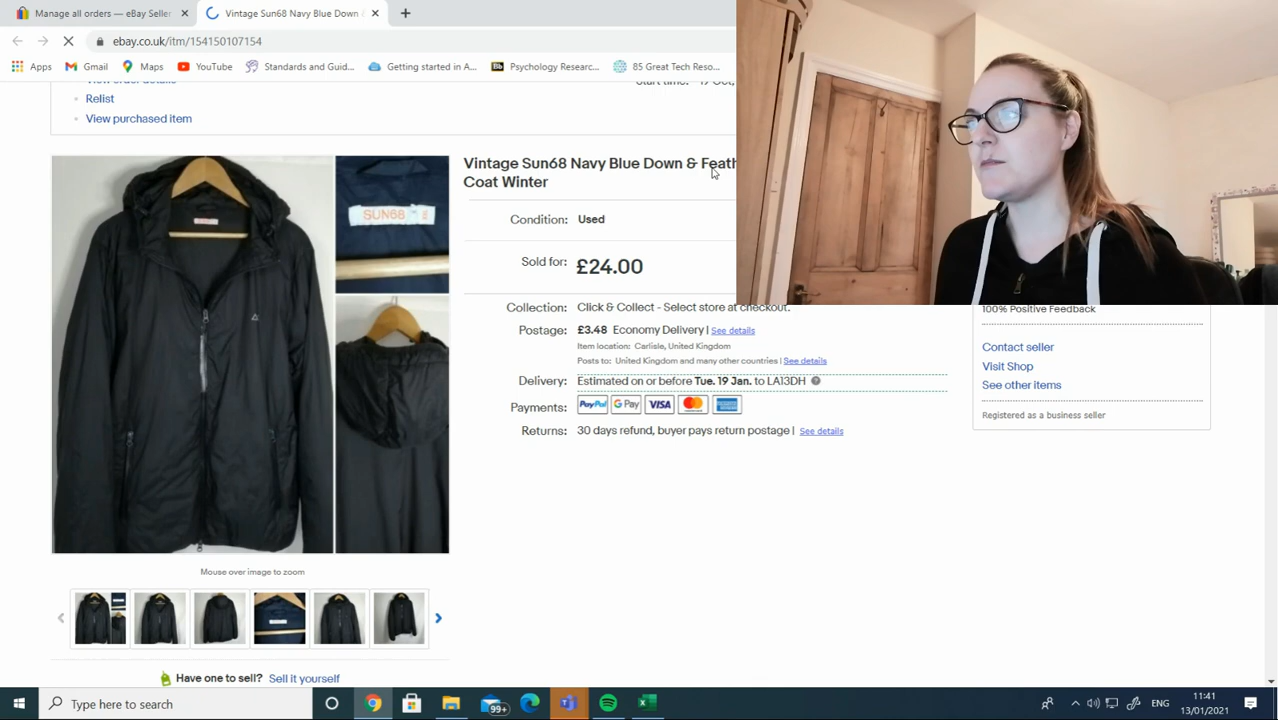 Manage all orders — eBay Seller
Vintage Sun68 Navy Blue Down &
ebay.co.uk/itm/154150107154
Apps
Gmail
Maps
YouTube
Standards and Guid...
Getting started in A...
Bb
Psychology Researc...
85 Great Tech Reso...
Relist
View purchased item
Vintage Sun68 Navy Blue Down & Feath
Coat Winter
Condition: Used
Sold for: £24.00
Collection: Click & Collect - Select store at checkout.
Postage: £3.48 Economy Delivery | See details
Item location: Carlisle, United Kingdom
Posts to: United Kingdom and many other countries | See details
Delivery: Estimated on or before Tue. 19 Jan. to LA13DH
Payments: PayPal G Pay VISA
Returns: 30 days refund, buyer pays return postage | See details
100% Positive Feedback
Contact seller
Visit Shop
See other items
Registered as a business seller
SUN68
Mouse over image to zoom
Have one to sell? Sell it yourself
Type here to search
99+
ENG
11:41
13/01/2021